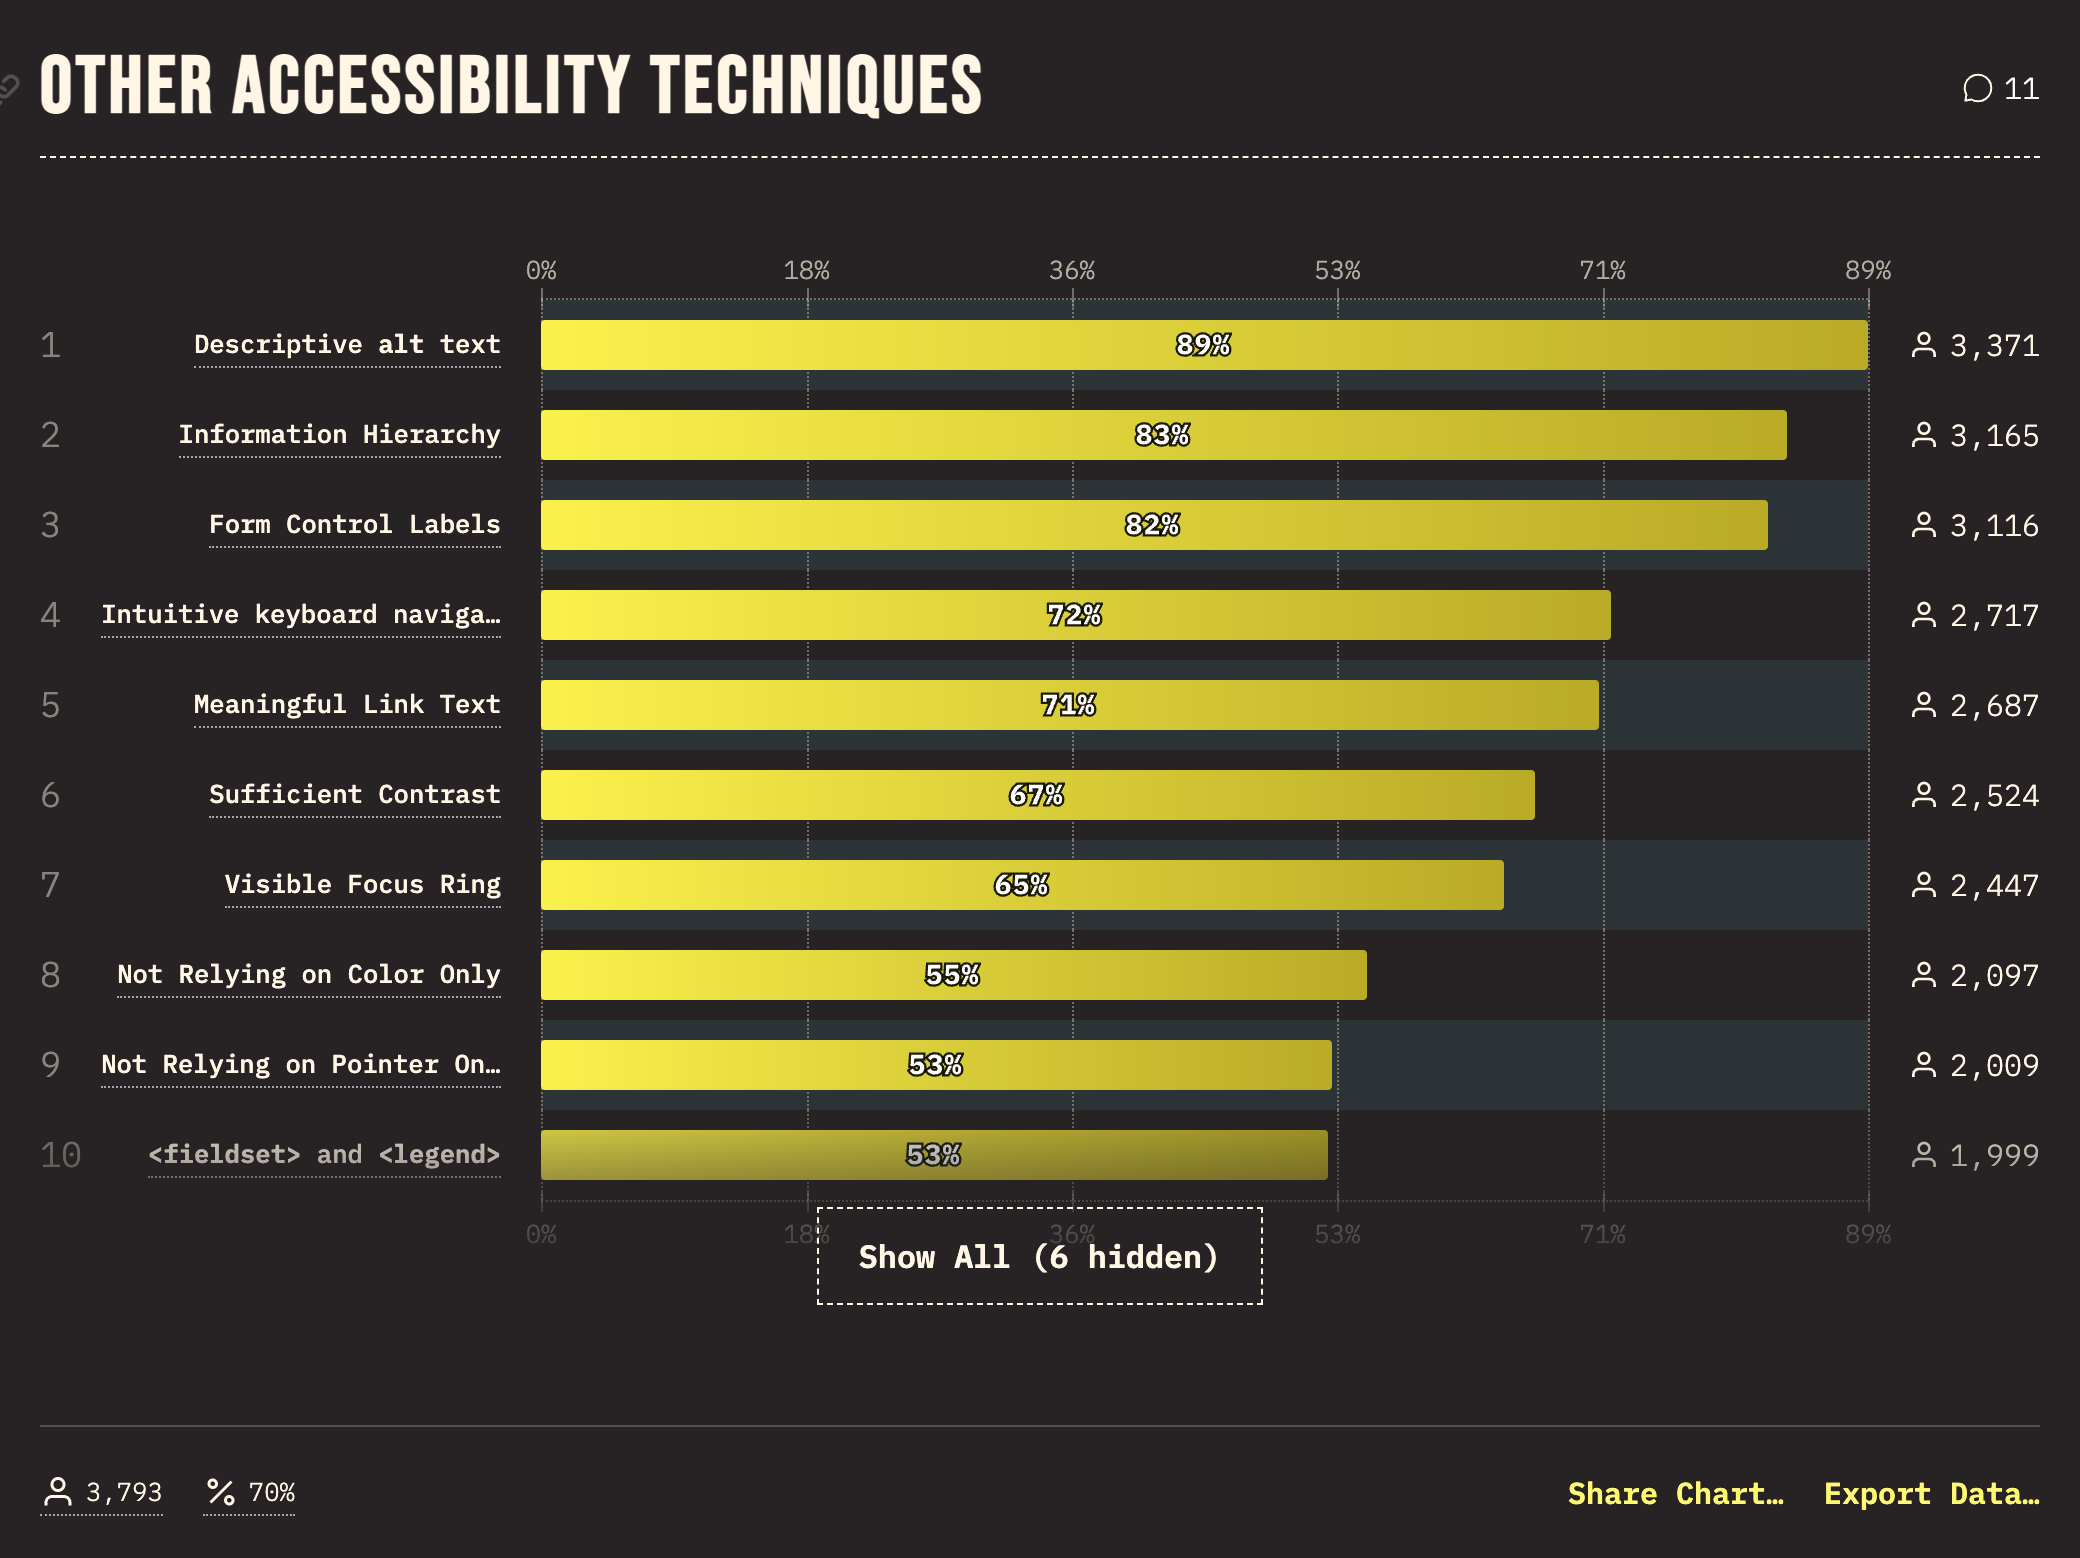 OTHER ACCESSIBILITY TECHNIQUES
11
0% 18% 36% 53% 71% 89%
1 Descriptive alt text 89% 3,371
2 Information Hierarchy 83% 3,165
3 Form Control Labels 82% 3,116
4 Intuitive keyboard naviga… 72% 2,717
5 Meaningful Link Text 71% 2,687
6 Sufficient Contrast 67% 2,524
7 Visible Focus Ring 65% 2,447
8 Not Relying on Color Only 55% 2,097
9 Not Relying on Pointer On… 53% 2,009
10 <fieldset> and <legend> 53% 1,999
0% 18% 36% 53% 71% 89%
Show All (6 hidden)
3,793 % 70% Share Chart… Export Data…